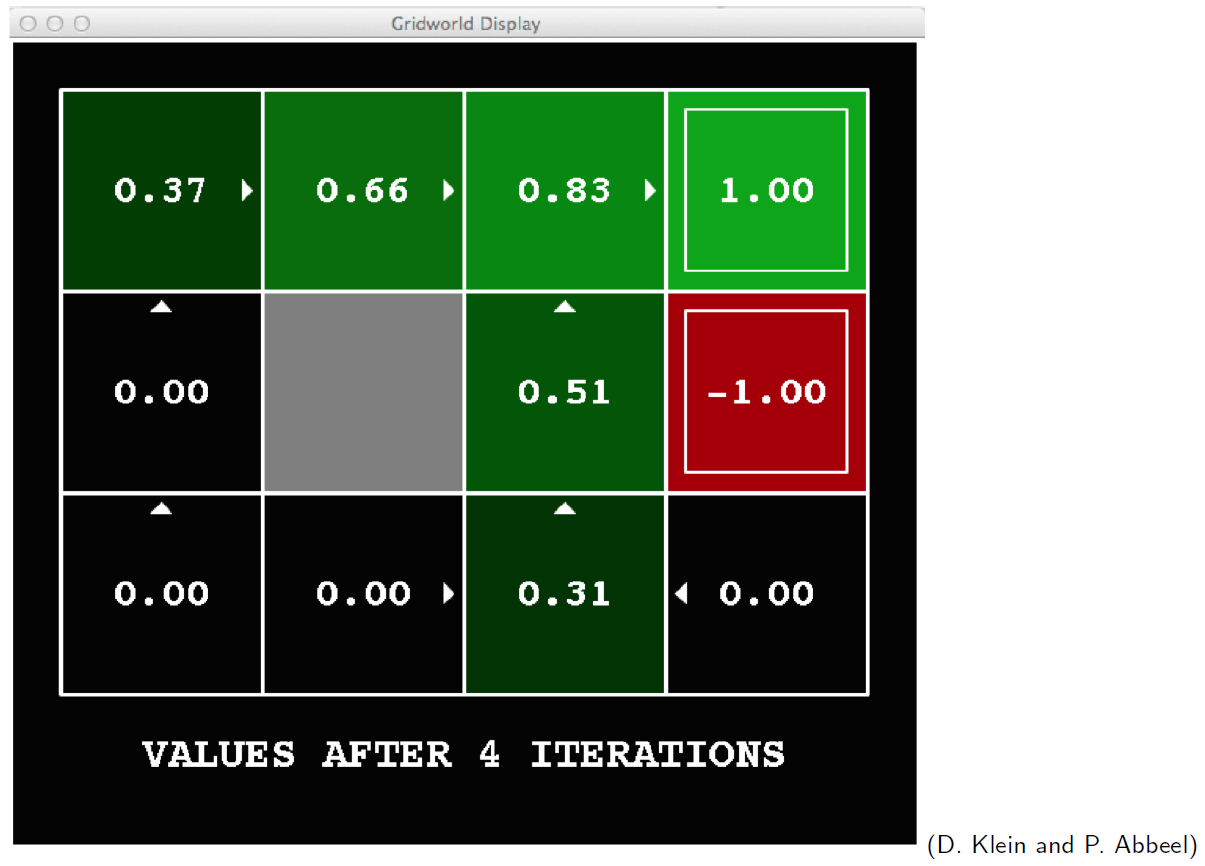 Gridworld Display
0.37 0.66 0.83 1.00
0.00 0.51 -1.00
0.00 0.00 0.31 0.00
VALUES AFTER 4 ITERATIONS
(D. Klein and P. Abbeel)